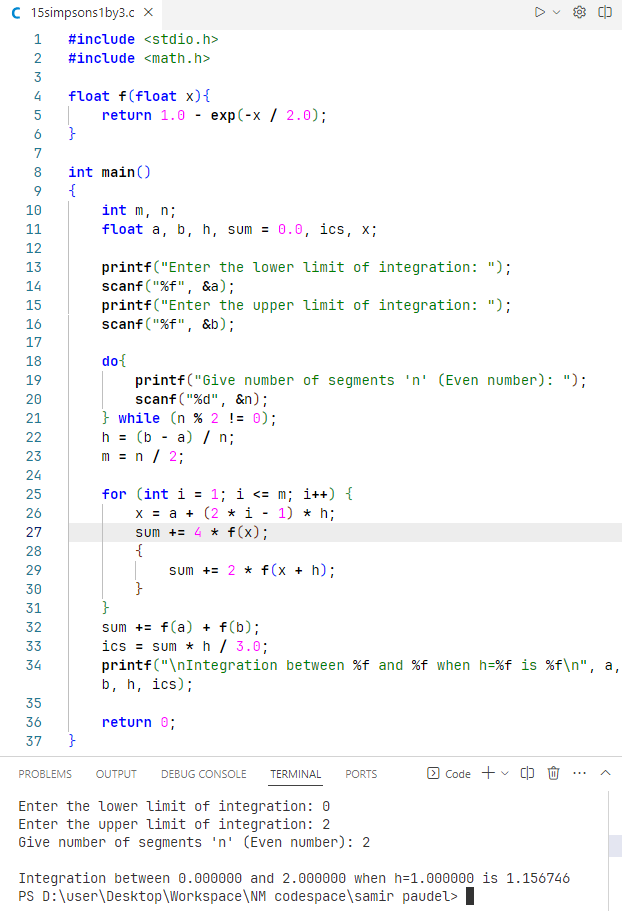 C 15simpsons1by3.c ×
1 #include <stdio.h>
2 #include <math.h>
3
4 float f(float x){
5     return 1.0 - exp(-x / 2.0);
6 }
7
8 int main()
9 {
10     int m, n;
11     float a, b, h, sum = 0.0, ics, x;
12
13     printf("Enter the lower limit of integration: ");
14     scanf("%f", &a);
15     printf("Enter the upper limit of integration: ");
16     scanf("%f", &b);
17
18     do{
19         printf("Give number of segments 'n' (Even number): ");
20         scanf("%d", &n);
21     } while (n % 2 != 0);
22     h = (b - a) / n;
23     m = n / 2;
24
25     for (int i = 1; i <= m; i++) {
26         x = a + (2 * i - 1) * h;
27         sum += 4 * f(x);
28         {
29             sum += 2 * f(x + h);
30         }
31     }
32     sum += f(a) + f(b);
33     ics = sum * h / 3.0;
34     printf("\nIntegration between %f and %f when h=%f is %f\n", a,
    b, h, ics);
35
36     return 0;
37 }
PROBLEMS OUTPUT DEBUG CONSOLE TERMINAL PORTS Code
Enter the lower limit of integration: 0
Enter the upper limit of integration: 2
Give number of segments 'n' (Even number): 2

Integration between 0.000000 and 2.000000 when h=1.000000 is 1.156746
PS D:\user\Desktop\Workspace\NM codespace\samir paudel>